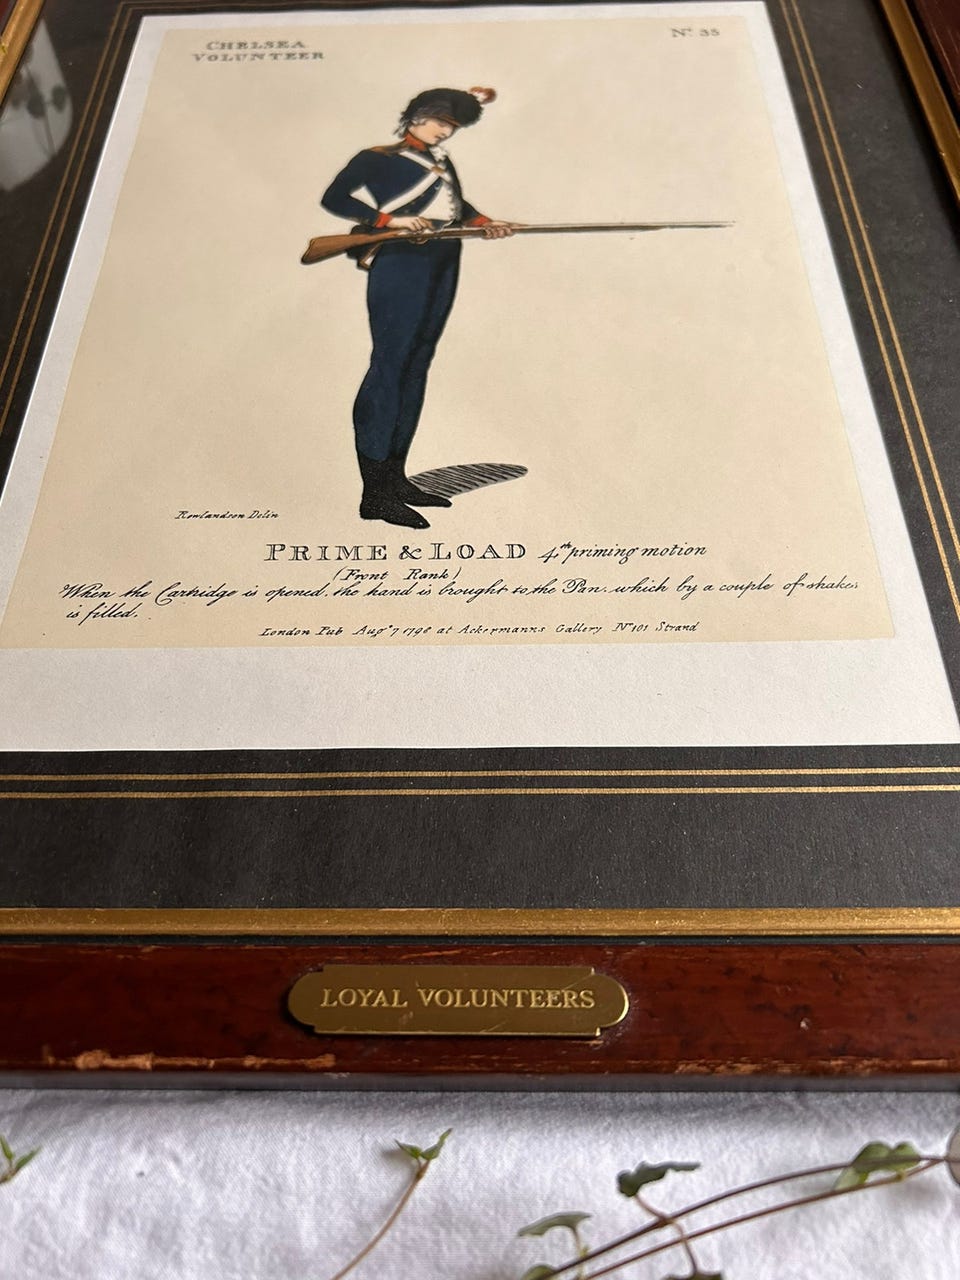 CHELSEA
VOLUNTEER
No. 35
Rowlandson Delin
PRIME & LOAD 4th priming motion
(Front Rank)
When the Cartridge is opened, the hand is brought to the Pan, which by a couple of shakes
is filled.
London Pub Augt 7 1798 at Ackermanns Gallery No 101 Strand
LOYAL VOLUNTEERS